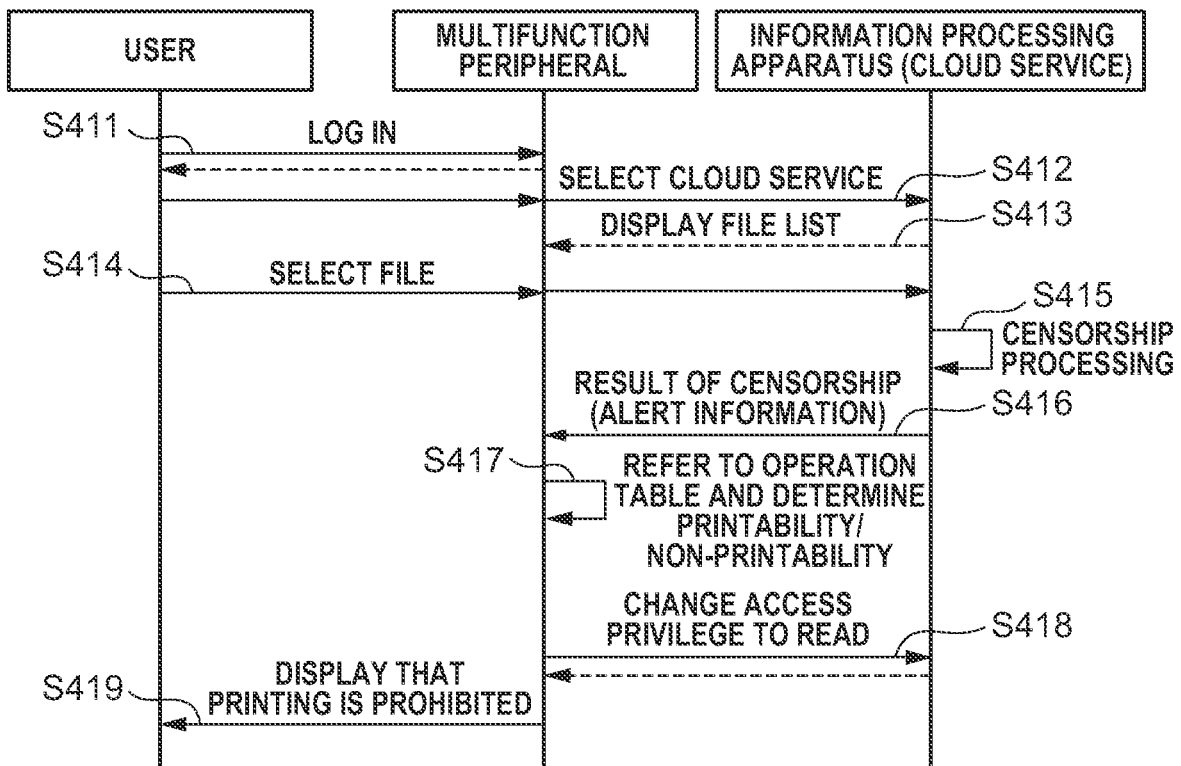 USER
MULTIFUNCTION
PERIPHERAL
INFORMATION PROCESSING
APPARATUS (CLOUD SERVICE)
S411
LOG IN
SELECT CLOUD SERVICE
S412
DISPLAY FILE LIST
S413
S414
SELECT FILE
S415
CENSORSHIP
PROCESSING
RESULT OF CENSORSHIP
(ALERT INFORMATION)
S416
S417
REFER TO OPERATION
TABLE AND DETERMINE
PRINTABILITY/
NON-PRINTABILITY
CHANGE ACCESS
PRIVILEGE TO READ
S418
S419
DISPLAY THAT
PRINTING IS PROHIBITED